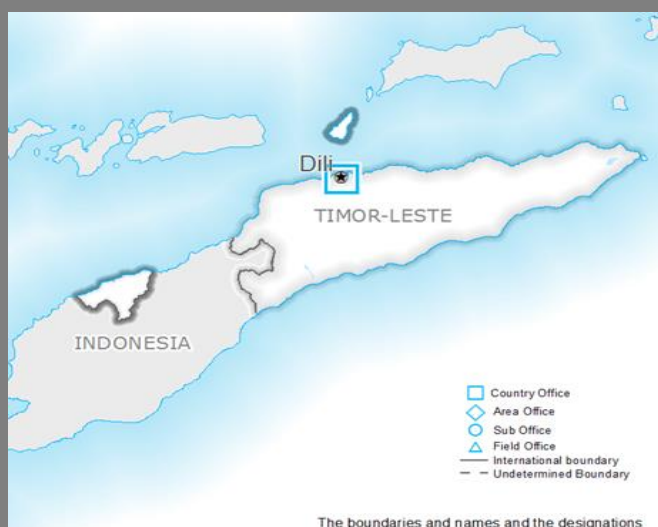 Dili
TIMOR-LESTE
INDONESIA
Country Office
Area Office
Sub Office
Field Office
International boundary
Undetermined Boundary
The boundaries and names and the designations